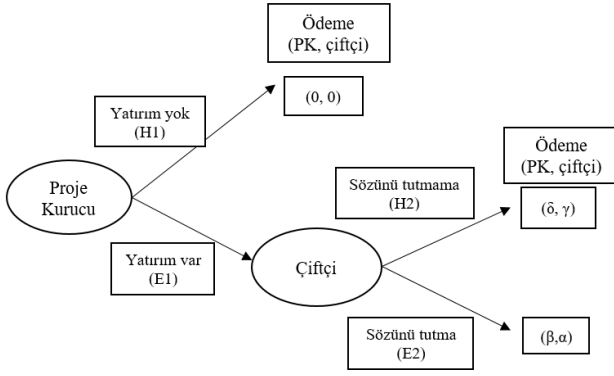 Ödeme
(PK, çiftçi)
(0, 0)
Yatırım yok
(H1)
Ödeme
(PK, çiftçi)
Proje
Kurucu
Sözünü tutmama
(H2)
(δ, γ)
Yatırım var
(E1)
Çiftçi
Sözünü tutma
(E2)
(β,α)